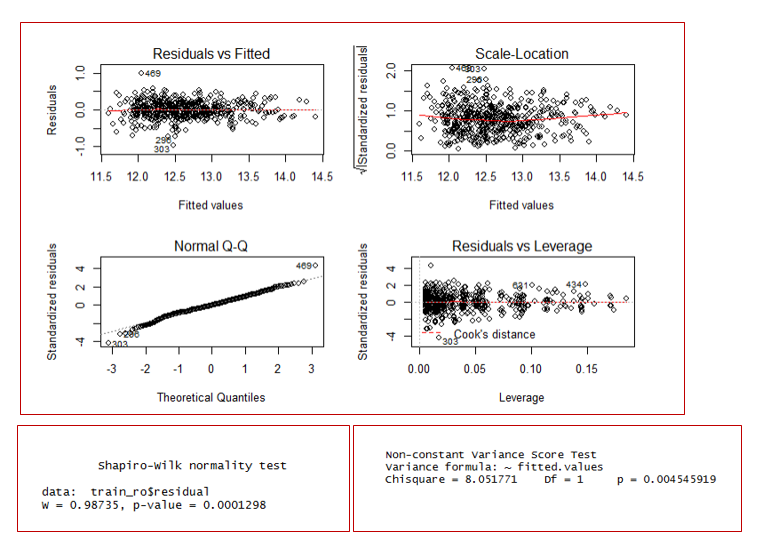 Residuals vs Fitted
Residuals
1.0
0.0
-1.0
469
296
303
11.5 12.0 12.5 13.0 13.5 14.0 14.5
Fitted values
Scale-Location
√|Standardized residuals|
2.0
1.0
0.0
469
303
296
11.5 12.0 12.5 13.0 13.5 14.0 14.5
Fitted values
Normal Q-Q
Standardized residuals
4
2
0
-4
469
296
303
-3 -2 -1 0 1 2 3
Theoretical Quantiles
Residuals vs Leverage
Standardized residuals
4
2
0
-4
631
434
Cook's distance
303
0.00 0.05 0.10 0.15
Leverage
Shapiro-Wilk normality test
data: train_ro$residual
W = 0.98735, p-value = 0.0001298
Non-constant Variance Score Test
Variance formula: ~ fitted.values
Chisquare = 8.051771 Df = 1 p = 0.004545919